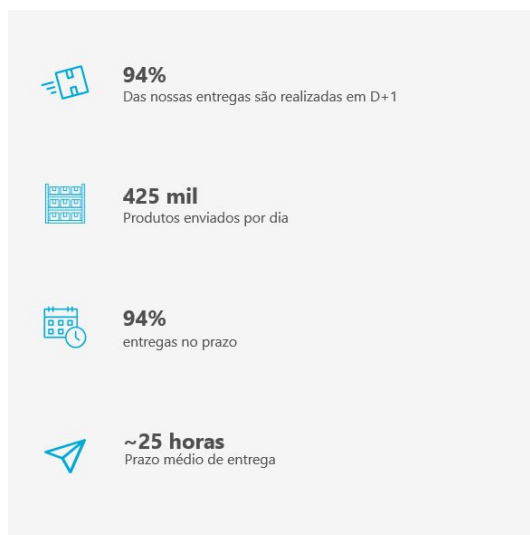 94%
Das nossas entregas são realizadas em D+1
425 mil
Produtos enviados por dia
94%
entregas no prazo
~25 horas
Prazo médio de entrega